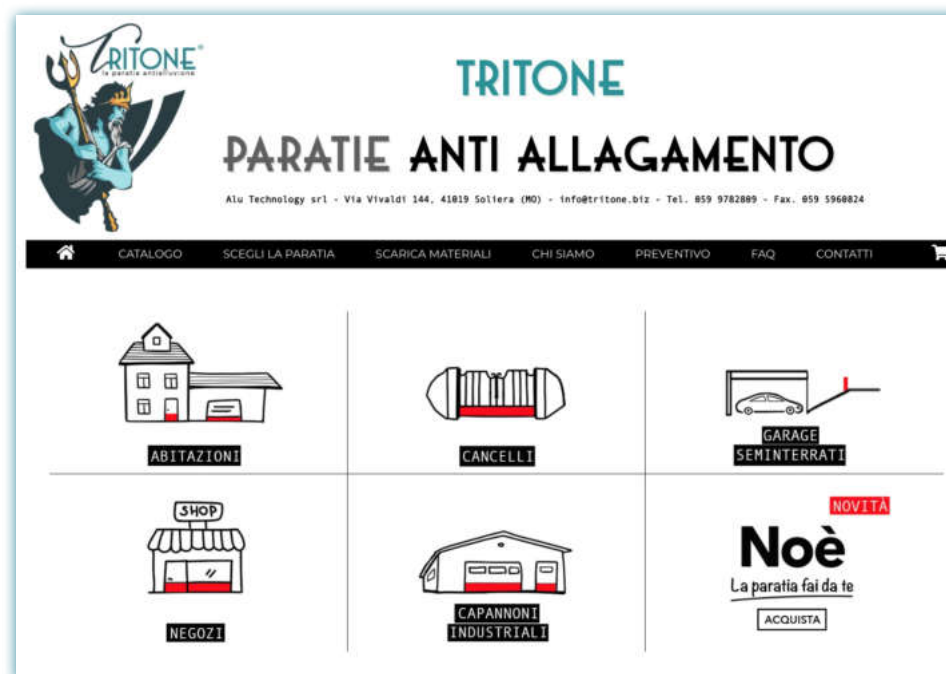 TRITONE®
la paratia antialluvione
TRITONE
PARATIE ANTI ALLAGAMENTO
Alu Technology srl - Via Vivaldi 144, 41019 Soliera (MO) - info@tritone.biz - Tel. 059 9782809 - Fax. 059 5960824
CATALOGO SCEGLI LA PARATIA SCARICA MATERIALI CHI SIAMO PREVENTIVO FAQ CONTATTI
ABITAZIONI
CANCELLI
GARAGE
SEMINTERRATI
SHOP
NEGOZI
CAPANNONI
INDUSTRIALI
NOVITÀ
Noè
La paratia fai da te
ACQUISTA